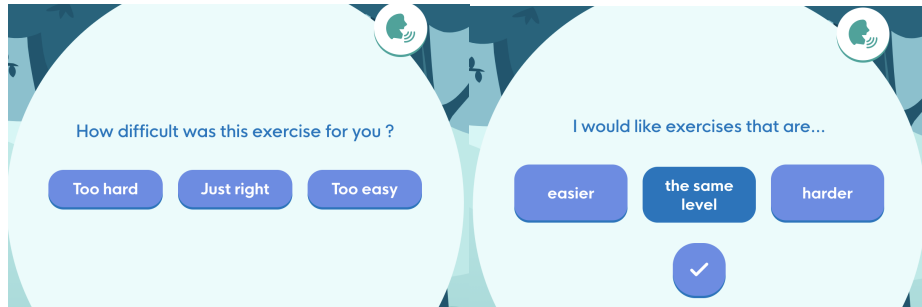 How difficult was this exercise for you ?
Too hard
Just right
Too easy
I would like exercises that are...
easier
the same
level
harder